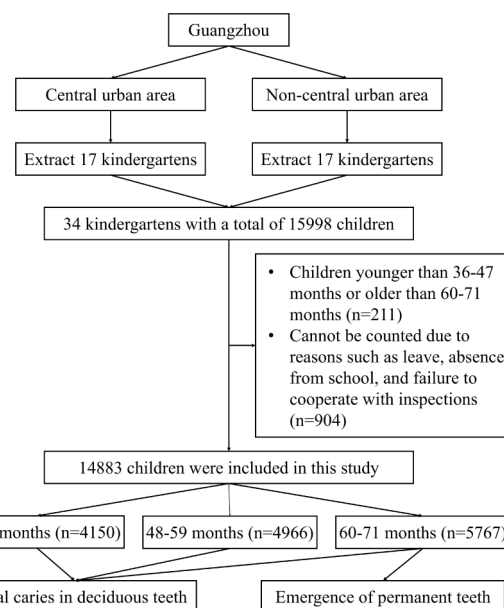 Guangzhou
Central urban area
Non-central urban area
Extract 17 kindergartens
Extract 17 kindergartens
34 kindergartens with a total of 15998 children
• Children younger than 36-47
months or older than 60-71
months (n=211)
• Cannot be counted due to
reasons such as leave, absence
from school, and failure to
cooperate with inspections
(n=904)
14883 children were included in this study
months (n=4150)
48-59 months (n=4966)
60-71 months (n=5767)
caries in deciduous teeth
Emergence of permanent teeth